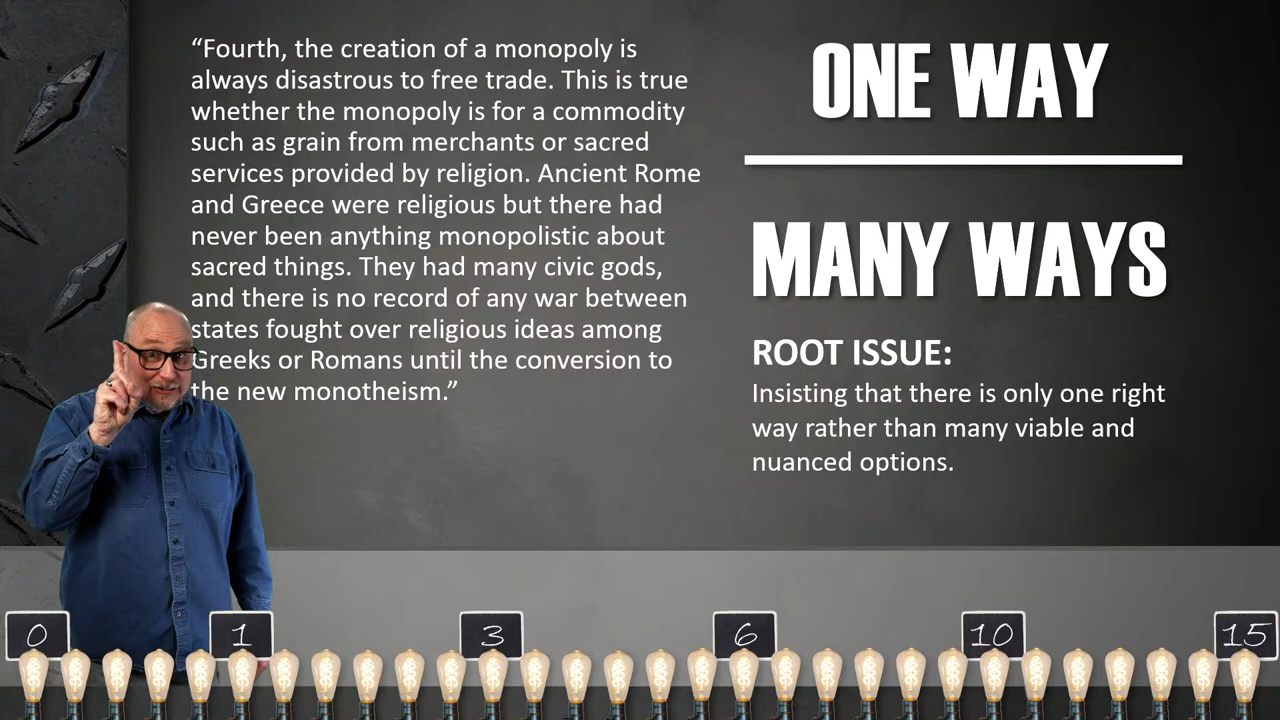 “Fourth, the creation of a monopoly is
always disastrous to free trade. This is true
whether the monopoly is for a commodity
such as grain from merchants or sacred
services provided by religion. Ancient Rome
and Greece were religious but there had
never been anything monopolistic about
sacred things. They had many civic gods,
and there is no record of any war between
states fought over religious ideas among
Greeks or Romans until the conversion to
the new monotheism.”
ONE WAY
MANY WAYS
ROOT ISSUE:
Insisting that there is only one right
way rather than many viable and
nuanced options.
0 1 3 6 10 15